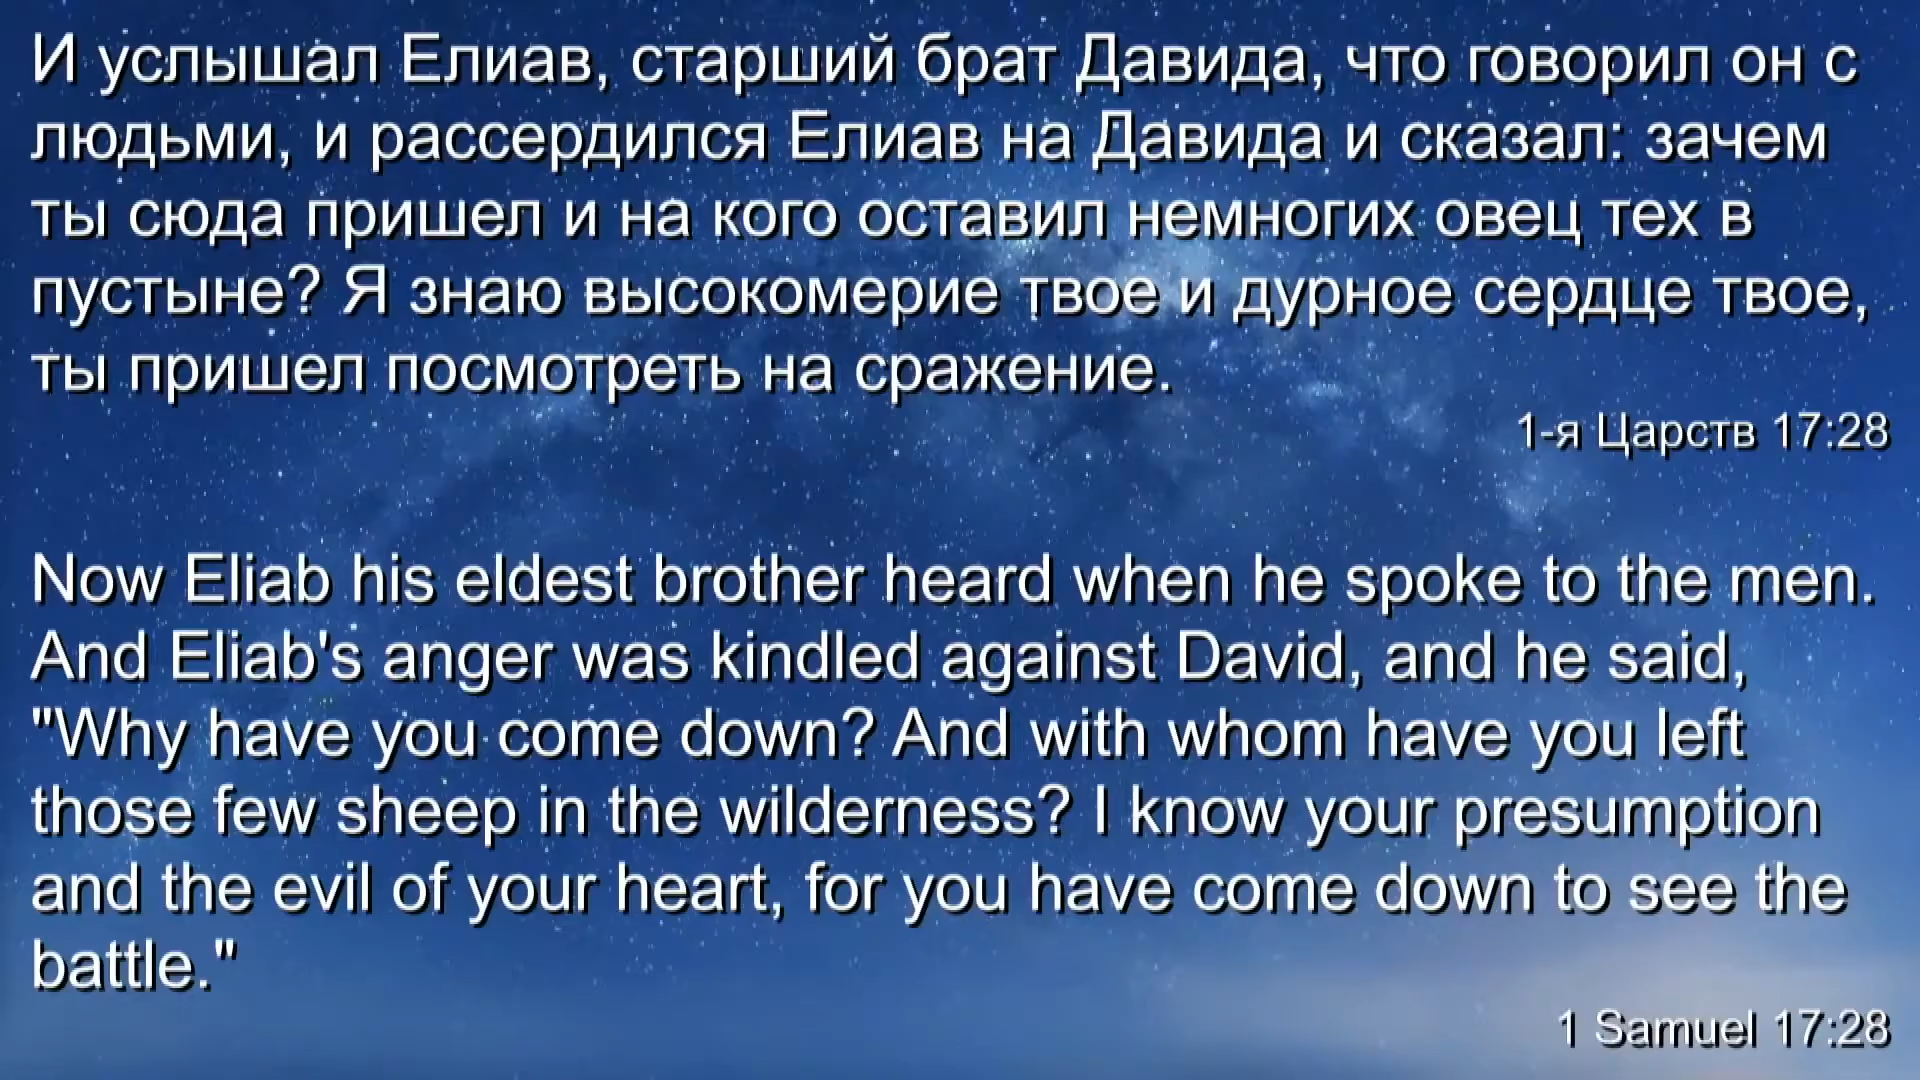 И услышал Елиав, старший брат Давида, что говорил он с
людьми, и рассердился Елиав на Давида и сказал: зачем
ты сюда пришел и на кого оставил немногих овец тех в
пустыне? Я знаю высокомерие твое и дурное сердце твое,
ты пришел посмотреть на сражение.
1-я Царств 17:28
Now Eliab his eldest brother heard when he spoke to the men.
And Eliab's anger was kindled against David, and he said,
"Why have you come down? And with whom have you left
those few sheep in the wilderness? I know your presumption
and the evil of your heart, for you have come down to see the
battle."
1 Samuel 17:28